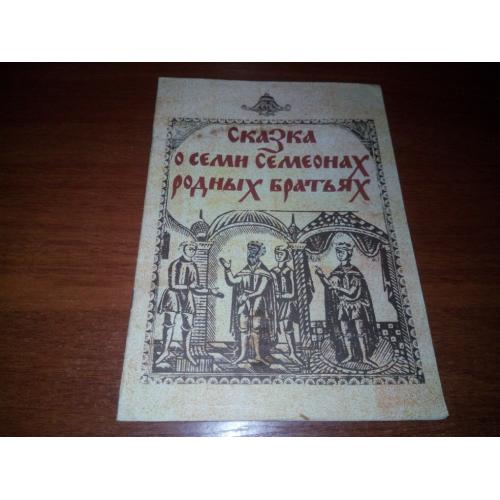 Сказка
о семи Семеонах
родных братьях